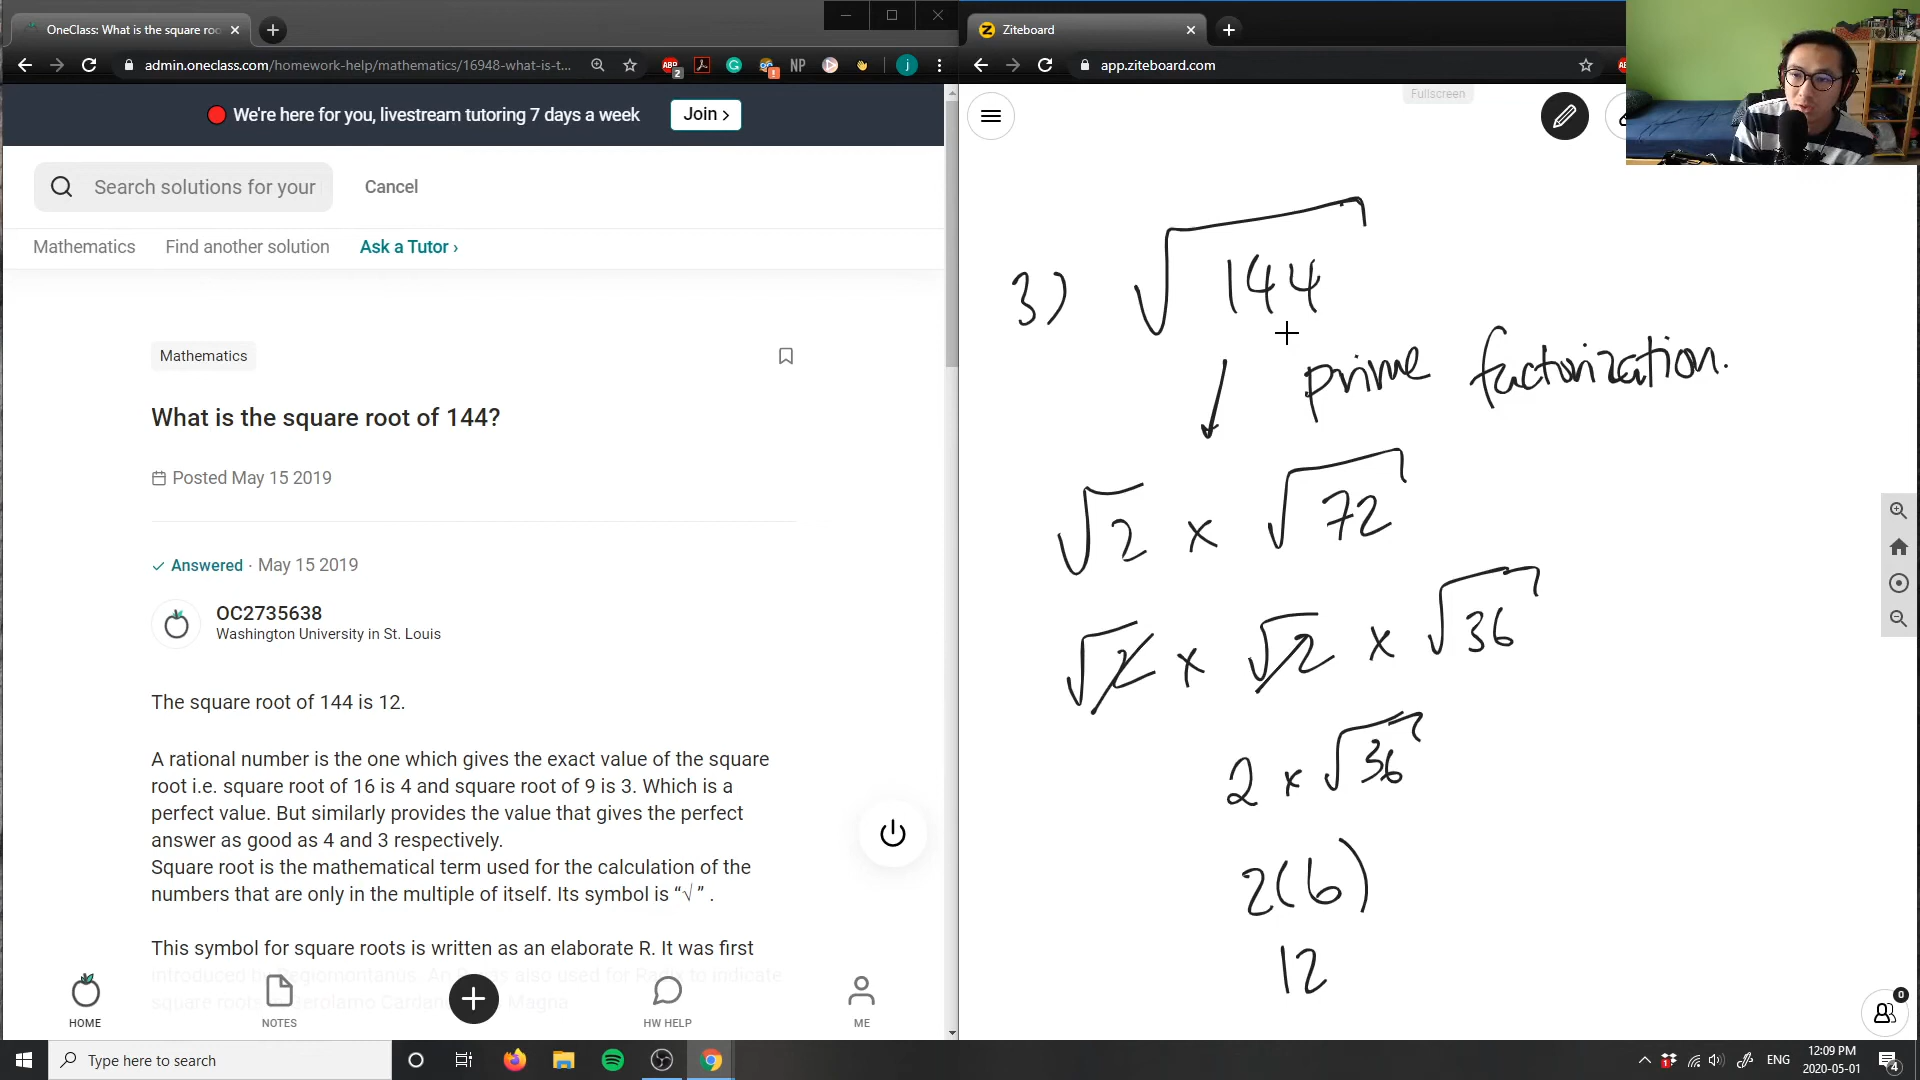 OneClass: What is the square roo
admin.oneclass.com/homework-help/mathematics/16948-what-is-t...
ABP
2
G
!
NP
j
We're here for you, livestream tutoring 7 days a week
Join >
Search solutions for your
Cancel
Mathematics
Find another solution
Ask a Tutor ›
Mathematics
What is the square root of 144?
Posted May 15 2019
Answered · May 15 2019
OC2735638
Washington University in St. Louis
The square root of 144 is 12.
A rational number is the one which gives the exact value of the square
root i.e. square root of 16 is 4 and square root of 9 is 3. Which is a
perfect value. But similarly provides the value that gives the perfect
answer as good as 4 and 3 respectively.
Square root is the mathematical term used for the calculation of the
numbers that are only in the multiple of itself. Its symbol is “√ ” .
This symbol for square roots is written as an elaborate R. It was first
HOME
NOTES
HW HELP
ME
Ziteboard
app.ziteboard.com
Fullscreen
3) √144
prime factorization.
√2 x √72
√2 x √2 x √36
2 x √36
2(6)
12
0
Type here to search
ENG
12:09 PM
2020-05-01
4